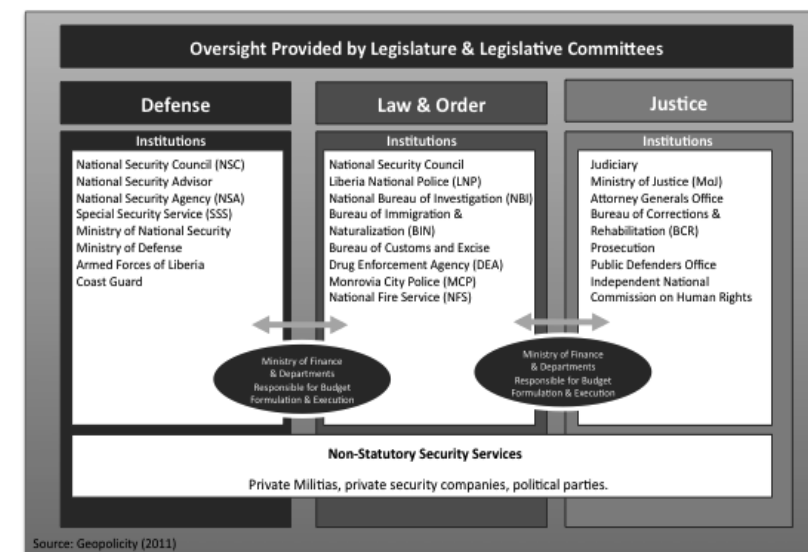 Oversight Provided by Legislature & Legislative Committees
Defense
Institutions
National Security Council (NSC)
National Security Advisor
National Security Agency (NSA)
Special Security Service (SSS)
Ministry of National Security
Ministry of Defense
Armed Forces of Liberia
Coast Guard
Law & Order
Institutions
National Security Council
Liberia National Police (LNP)
National Bureau of Investigation (NBI)
Bureau of Immigration &
Naturalization (BIN)
Bureau of Customs and Excise
Drug Enforcement Agency (DEA)
Monrovia City Police (MCP)
National Fire Service (NFS)
Justice
Institutions
Judiciary
Ministry of Justice (MoJ)
Attorney Generals Office
Bureau of Corrections &
Rehabilitation (BCR)
Prosecution
Public Defenders Office
Independent National
Commission on Human Rights
Ministry of Finance
& Departments
Responsible for Budget
Formulation & Execution
Ministry of Finance
& Departments
Responsible for Budget
Formulation & Execution
Non-Statutory Security Services
Private Militias, private security companies, political parties.
Source: Geopolicity (2011)